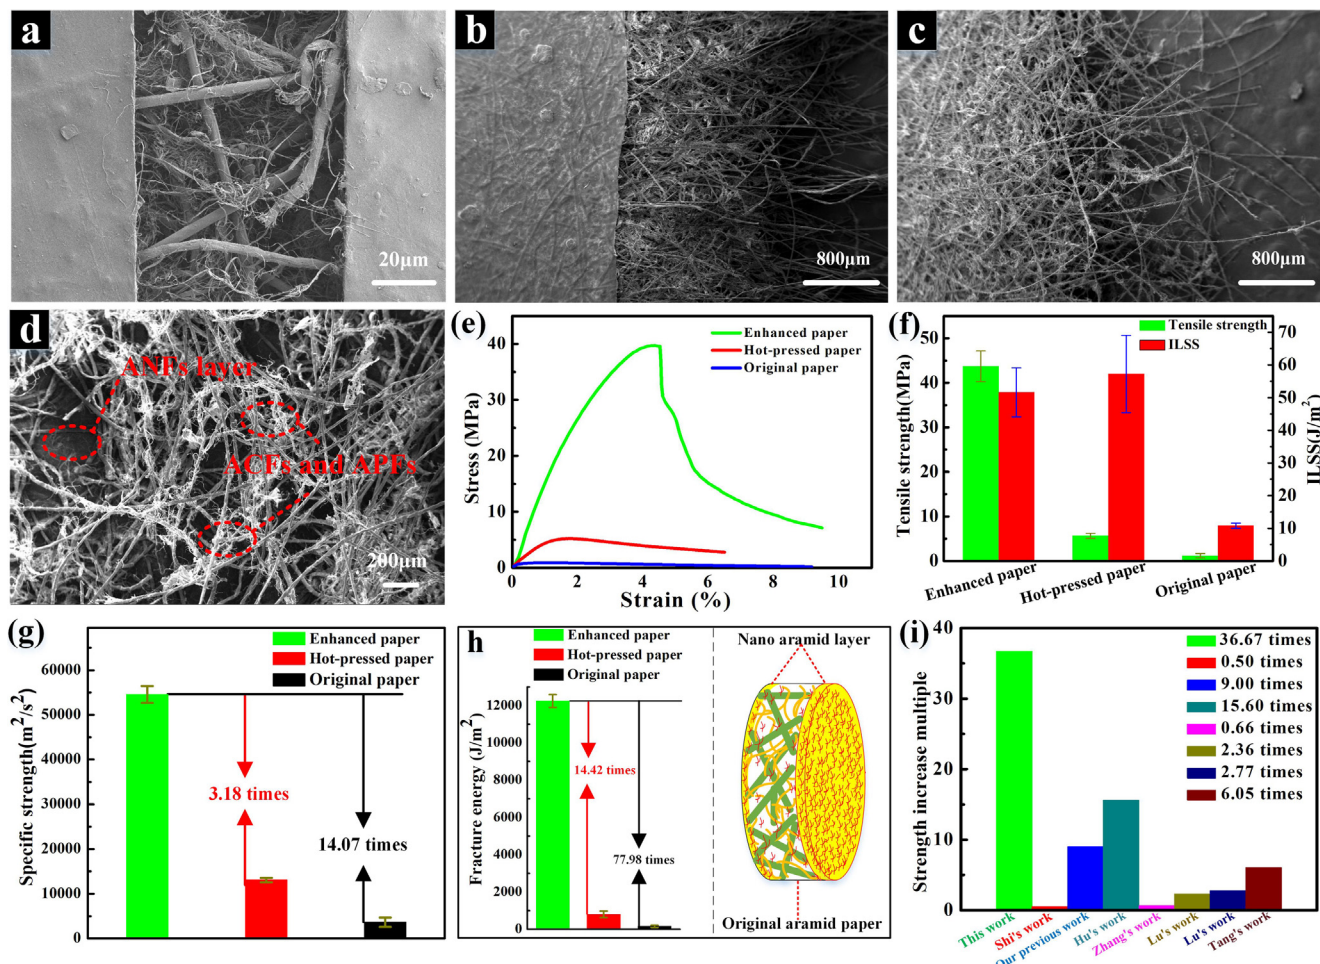 a
20μm
b
800μm
c
800μm
d
ANFs layer
ACFs and APFs
200μm
(e)
Enhanced paper
Hot-pressed paper
Original paper
Stress (MPa)
40
30
20
10
0
0
2
4
6
8
10
Strain (%)
(f)
Tensile strength
ILSS
Tensile strength(MPa)
50
40
30
20
10
0
ILSS(J/m²)
70
60
50
40
30
20
10
0
Enhanced paper
Hot-pressed paper
Original paper
(g)
Enhanced paper
Hot-pressed paper
Original paper
Specific strength(m²/s²)
60000
50000
40000
30000
20000
10000
0
3.18 times
14.07 times
h
Enhanced paper
Hot-pressed paper
Original paper
Fracture energy (J/m²)
12000
10000
8000
6000
4000
2000
0
14.42 times
77.98 times
Nano aramid layer
Original aramid paper
(i)
36.67 times
0.50 times
9.00 times
15.60 times
0.66 times
2.36 times
2.77 times
6.05 times
Strength increase multiple
40
30
20
10
0
This work
Shi's work
Our previous work
Hu's work
Zhang's work
Lu's work
Lu's work
Tang's work